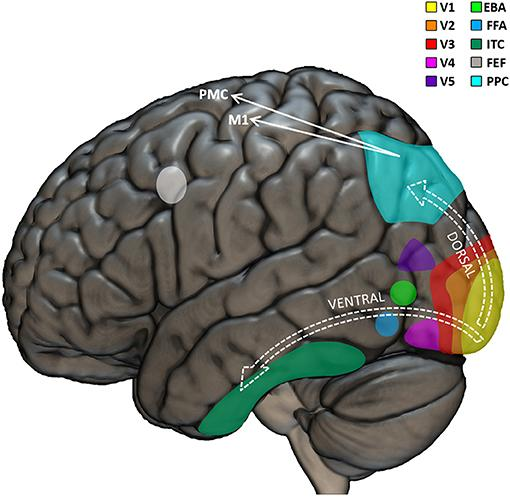 V1 EBA
V2 FFA
V3 ITC
V4 FEF
V5 PPC
PMC
M1
DORSAL
VENTRAL